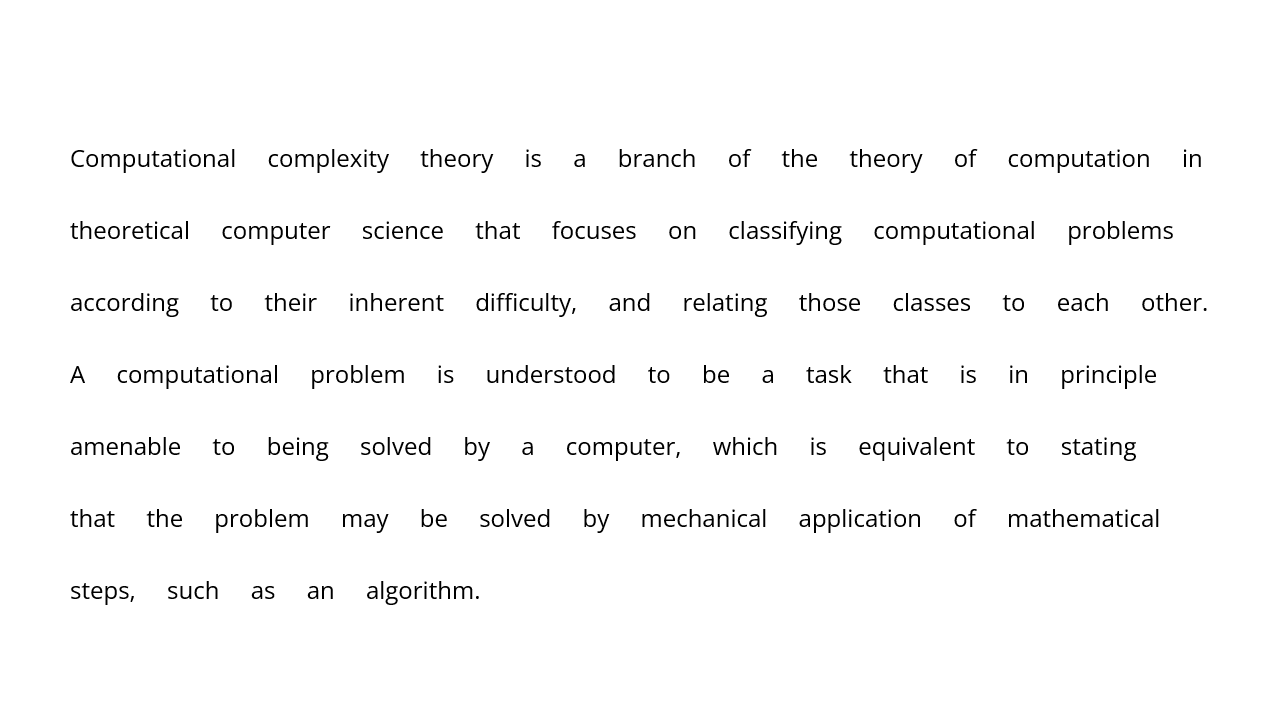 Computational complexity theory is a branch of the theory of computation in
theoretical computer science that focuses on classifying computational problems
according to their inherent difficulty, and relating those classes to each other.
A computational problem is understood to be a task that is in principle
amenable to being solved by a computer, which is equivalent to stating
that the problem may be solved by mechanical application of mathematical
steps, such as an algorithm.